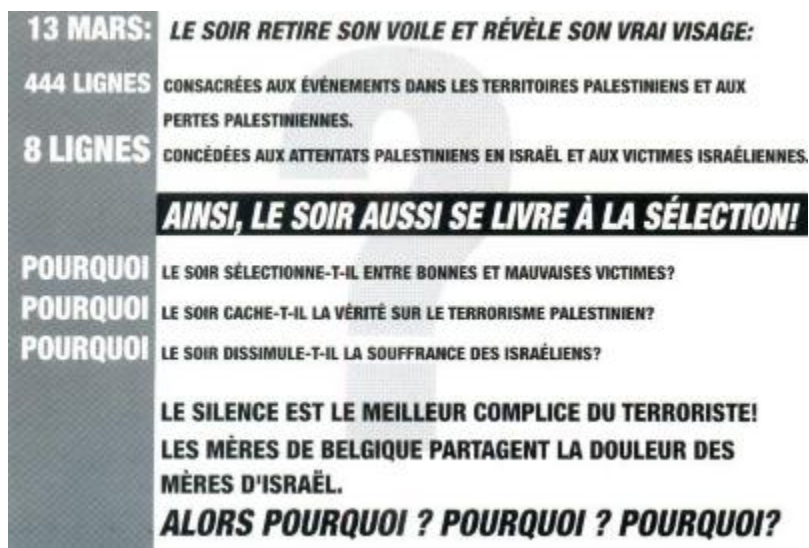 13 MARS: LE SOIR RETIRE SON VOILE ET RÉVÈLE SON VRAI VISAGE:
444 LIGNES CONSACRÉES AUX ÉVÉNEMENTS DANS LES TERRITOIRES PALESTINIENS ET AUX
PERTES PALESTINIENNES.
8 LIGNES CONCÉDÉES AUX ATTENTATS PALESTINIENS EN ISRAËL ET AUX VICTIMES ISRAÉLIENNES.
AINSI, LE SOIR AUSSI SE LIVRE À LA SÉLECTION!
POURQUOI LE SOIR SÉLECTIONNE-T-IL ENTRE BONNES ET MAUVAISES VICTIMES?
POURQUOI LE SOIR CACHE-T-IL LA VÉRITÉ SUR LE TERRORISME PALESTINIEN?
POURQUOI LE SOIR DISSIMULE-T-IL LA SOUFFRANCE DES ISRAÉLIENS?
LE SILENCE EST LE MEILLEUR COMPLICE DU TERRORISTE!
LES MÈRES DE BELGIQUE PARTAGENT LA DOULEUR DES
MÈRES D'ISRAËL.
ALORS POURQUOI ? POURQUOI ? POURQUOI?